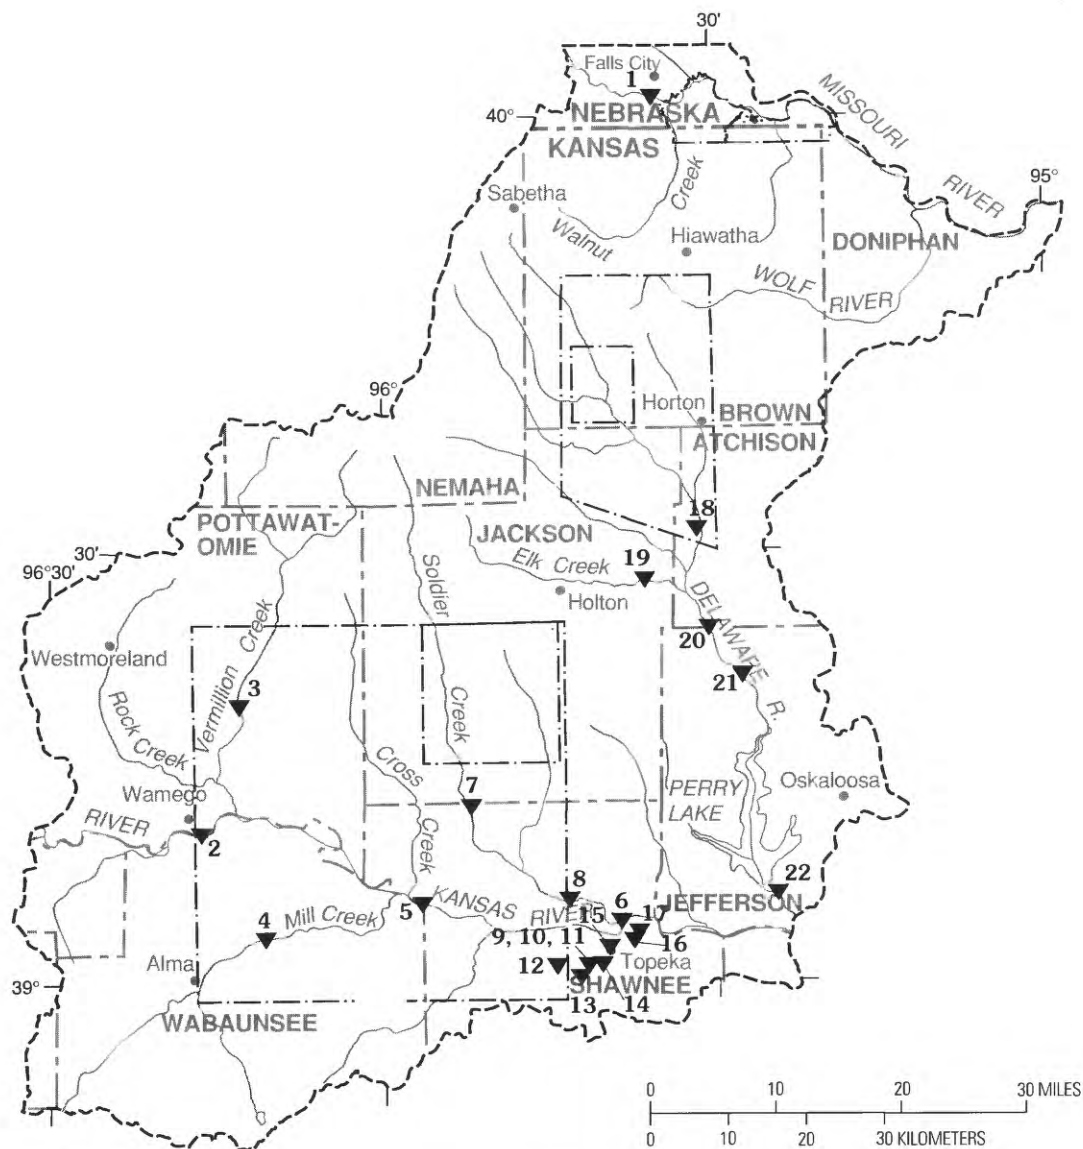 30'
Falls City
1
MISSOURI
RIVER
40°
NEBRASKA
KANSAS
95°
Creek
Sabetha
Walnut
Hiawatha
DONIPHAN
WOLF
RIVER
96°
Horton
BROWN
ATCHISON
NEMAHA
18
POTTAWAT-
OMIE
JACKSON
30'
96°30'
Elk Creek
19
Soldier
Holton
DELAWARE R.
20
Westmoreland
Creek
21
Vermillion
3
Rock Creek
Creek
Cross
PERRY
LAKE
Oskaloosa
7
Wamego
RIVER
2
Creek
8
22
6
KANSAS
RIVER
15
17
JEFFERSON
5
Mill Creek
4
9, 10, 11
16
Alma
12
Topeka
39°
SHAWNEE
13
14
WABAUNSEE
0 10 20 30 MILES
0 10 20 30 KILOMETERS